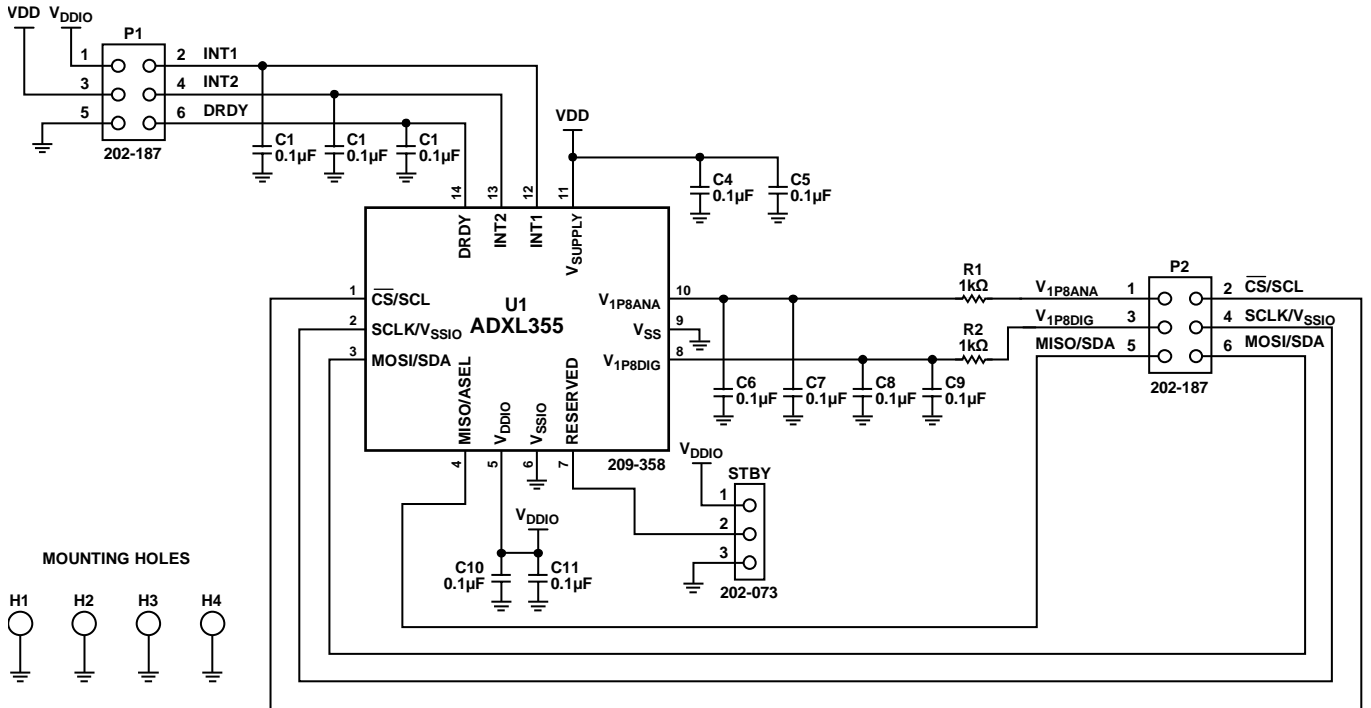 VDD VDDIO
P1
1 2 INT1
3 4 INT2
5 6 DRDY
202-187
C1
0.1µF
C1
0.1µF
C1
0.1µF
VDD
C4
0.1µF
C5
0.1µF
14 13 12 11
DRDY
INT2
INT1
VSUPPLY
1 CS/SCL
2 SCLK/VSSIO
3 MOSI/SDA
U1
ADXL355
V1P8ANA 10
VSS 9
V1P8DIG 8
MISO/ASEL
VDDIO
VSSIO
RESERVED
4 5 6 7
209-358
C6
0.1µF
C7
0.1µF
C8
0.1µF
C9
0.1µF
R1
1kΩ
R2
1kΩ
P2
V1P8ANA 1 2 CS/SCL
V1P8DIG 3 4 SCLK/VSSIO
MISO/SDA 5 6 MOSI/SDA
202-187
VDDIO
STBY
1
2
3
202-073
VDDIO
C10
0.1µF
C11
0.1µF
MOUNTING HOLES
H1 H2 H3 H4